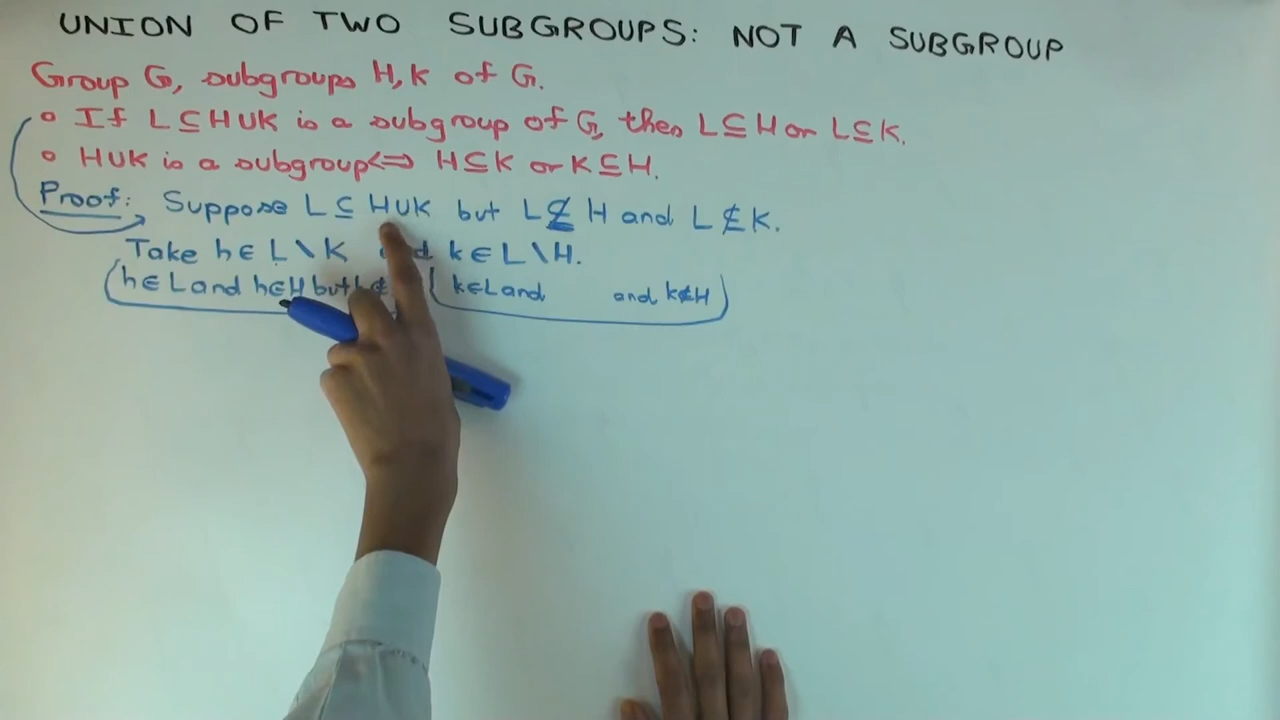 UNION OF TWO SUBGROUPS: NOT A SUBGROUP
Group G, subgroups H, K of G.
• If L ⊆ H ∪ K is a subgroup of G, then L ⊆ H or L ⊆ K.
• H ∪ K is a subgroup ⟺ H ⊆ K or K ⊆ H.
Proof: Suppose L ⊆ H ∪ K but L ⊈ H and L ⊈ K.
Take h ∈ L \ K k ∈ L \ H.
(h ∈ L and h ∈ H but (k ∈ L and and k ∉ H)